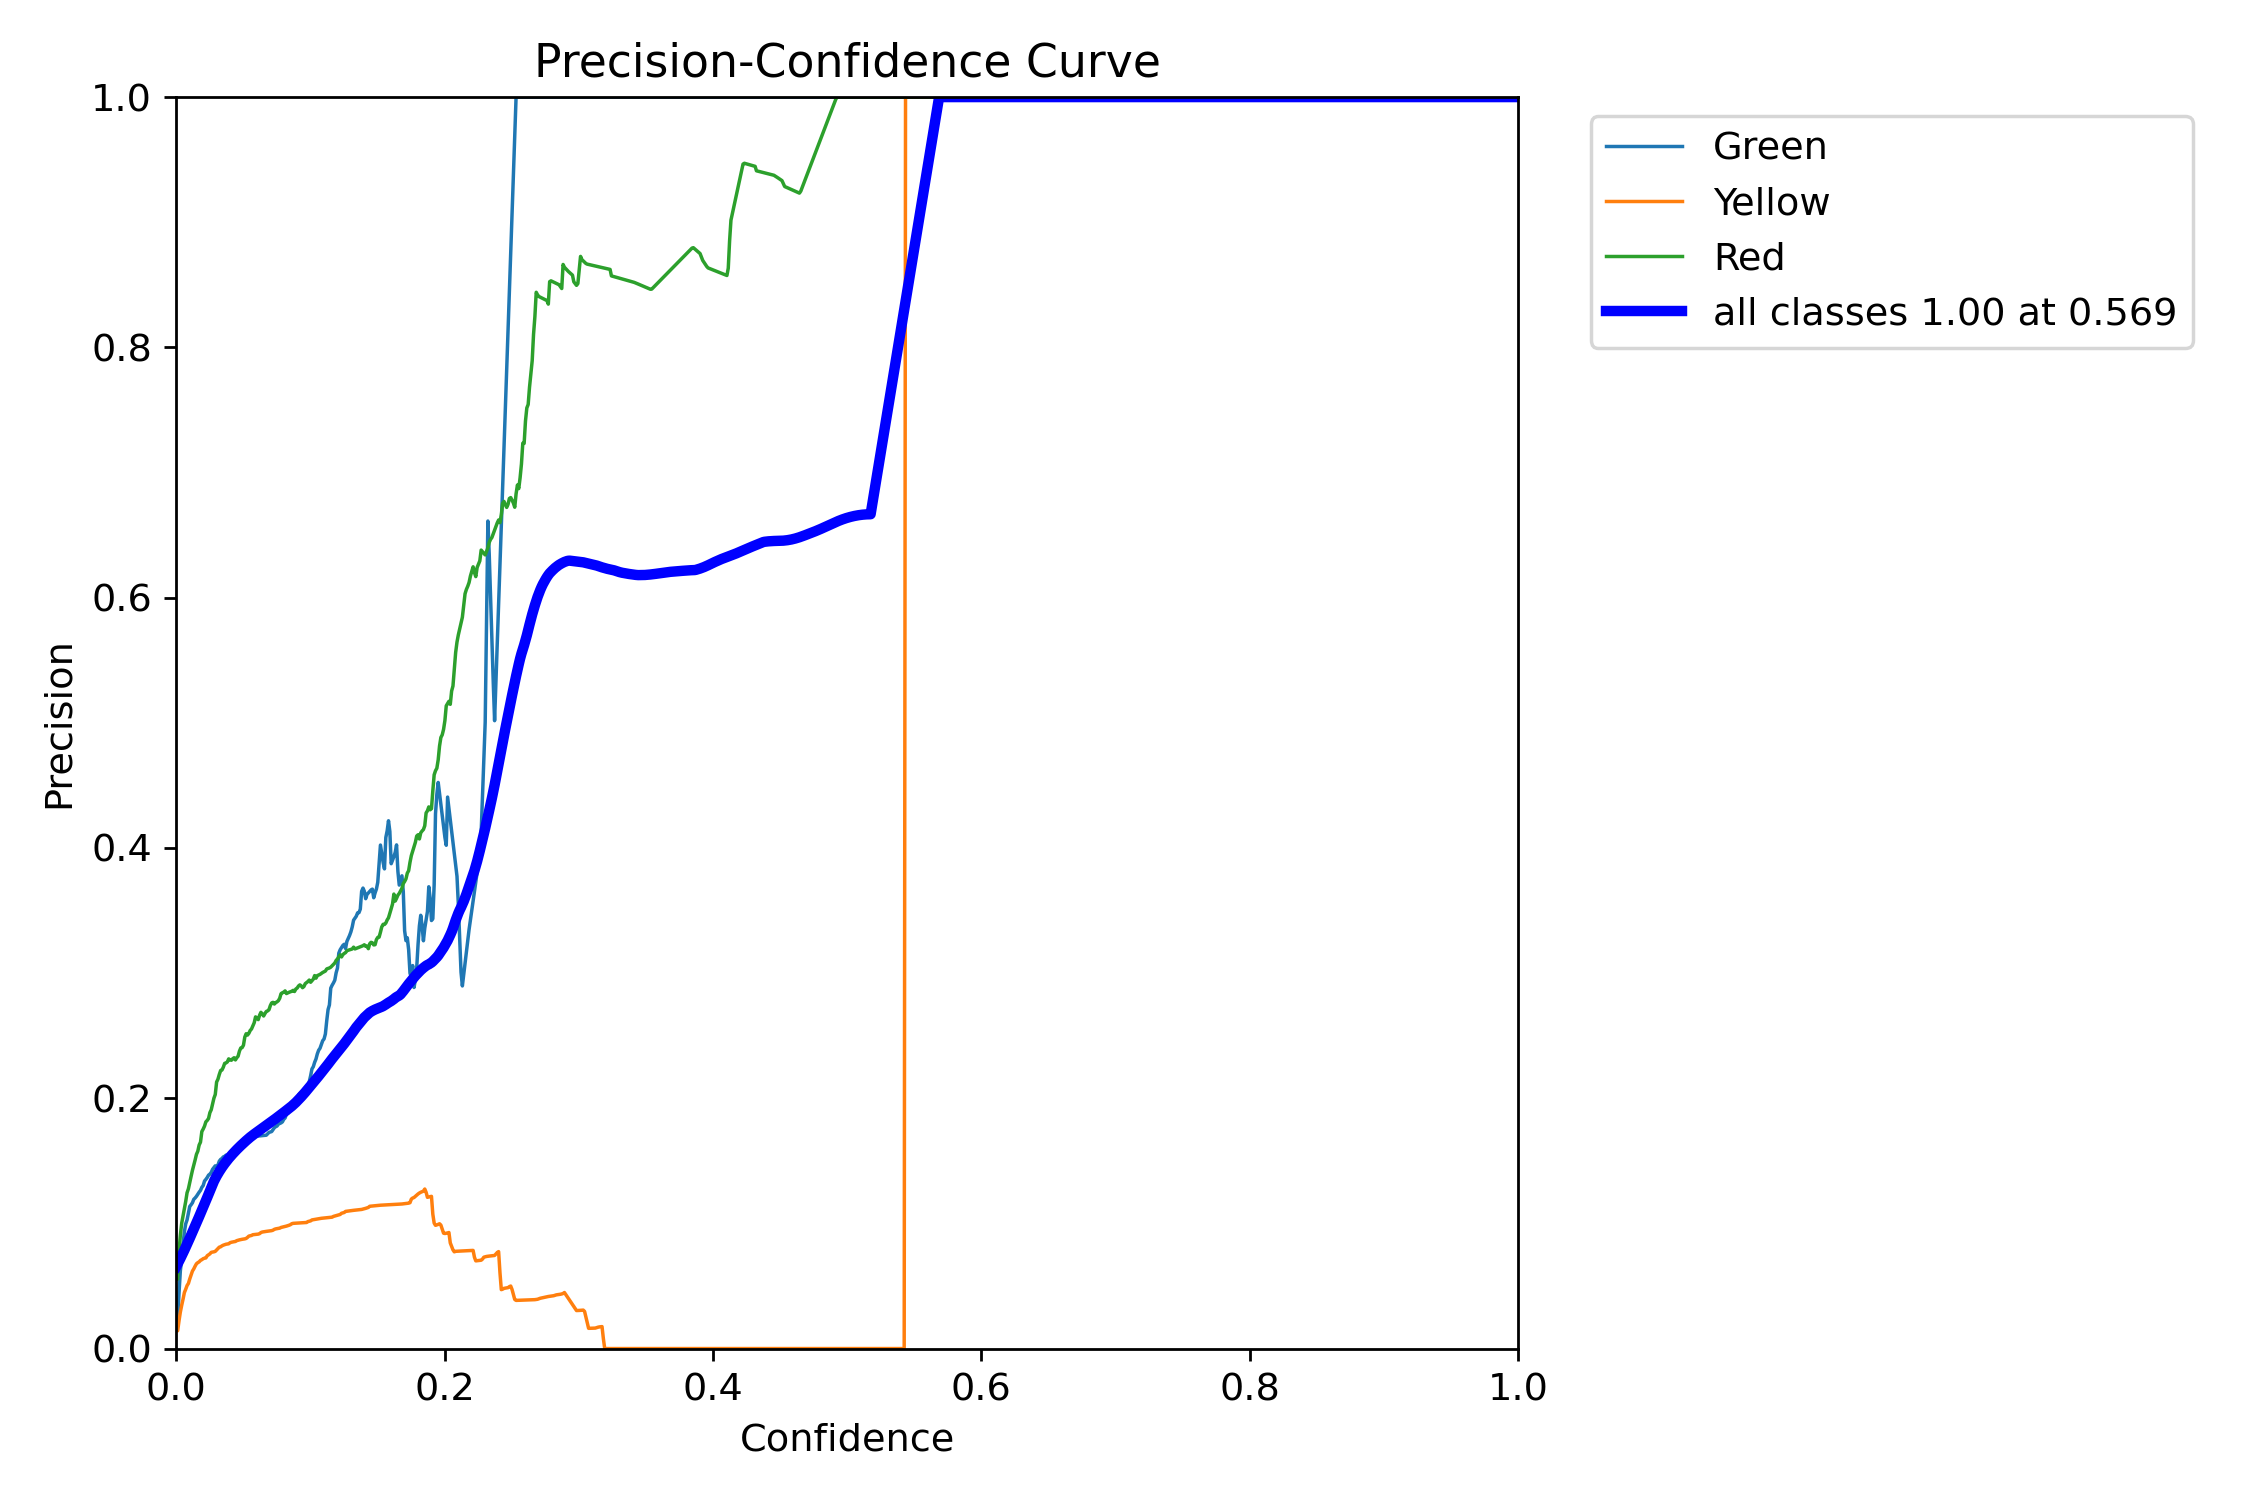 Precision-Confidence Curve
1.0
0.8
0.6
0.4
0.2
0.0
Precision
0.0 0.2 0.4 0.6 0.8 1.0
Confidence
Green
Yellow
Red
all classes 1.00 at 0.569